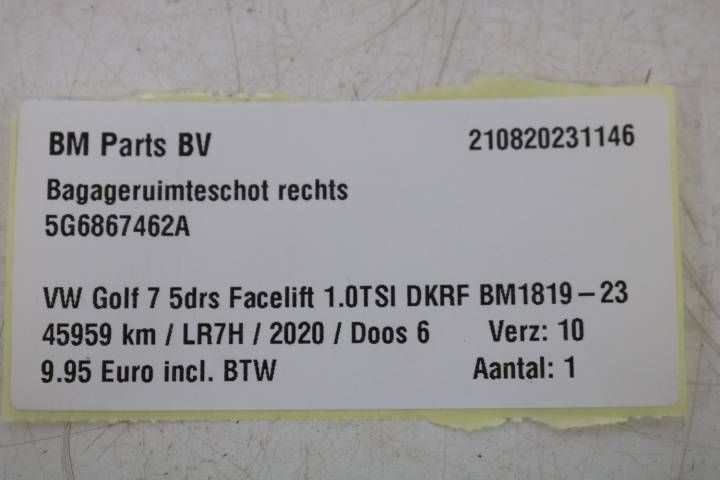 BM Parts BV 210820231146
Bagageruimteschot rechts
5G6867462A
VW Golf 7 5drs Facelift 1.0TSI DKRF BM1819-23
45959 km / LR7H / 2020 / Doos 6 Verz: 10
9.95 Euro incl. BTW Aantal: 1